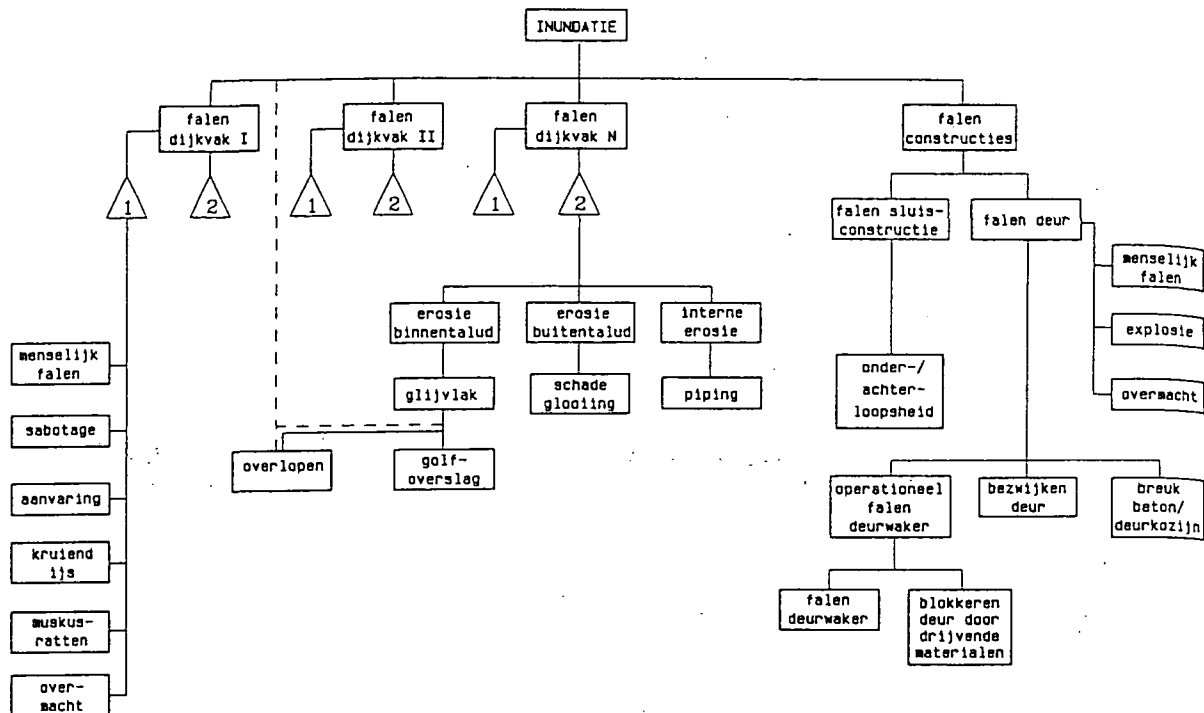 INUNDATIE
falen
dijkvak I
falen
dijkvak II
falen
dijkvak N
falen
constructies
1
2
1
2
1
2
falen sluis-
constructie
falen deur
menselijk
falen
explosie
overmacht
erosie
binnentalud
erosie
buitentalud
interne
erosie
glijvlak
schade
glooiing
piping
onder-/
achter-
loopsheid
overlopen
golf-
overslag
menselijk
falen
sabotage
aanvaring
kruiend
ijs
muskus-
ratten
over-
macht
operationeel
falen
deurwaker
bezwijken
deur
breuk
beton/
deurkozijn
falen
deurwaker
blokkeren
deur door
drijvende
materialen